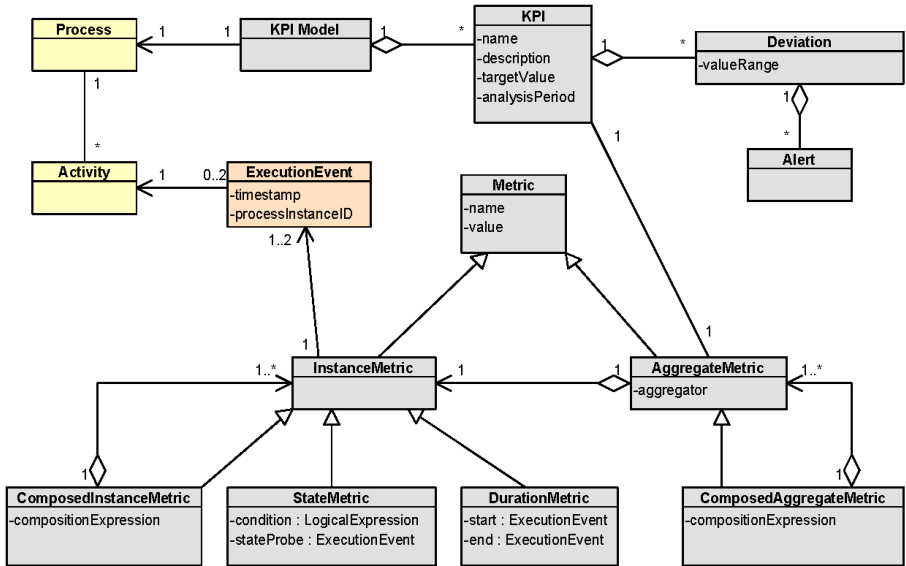 Process
1
1
KPI Model
1
*
KPI
-name
-description
-targetValue
-analysisPeriod
1
*
Deviation
-valueRange
1
*
Alert
1
*
Activity
1
0..2
ExecutionEvent
-timestamp
-processInstanceID
1..2
1
Metric
-name
-value
1
1
InstanceMetric
1
1
AggregateMetric
-aggregator
1..*
1
1..*
1
ComposedInstanceMetric
-compositionExpression
StateMetric
-condition : LogicalExpression
-stateProbe : ExecutionEvent
DurationMetric
-start : ExecutionEvent
-end : ExecutionEvent
ComposedAggregateMetric
-compositionExpression